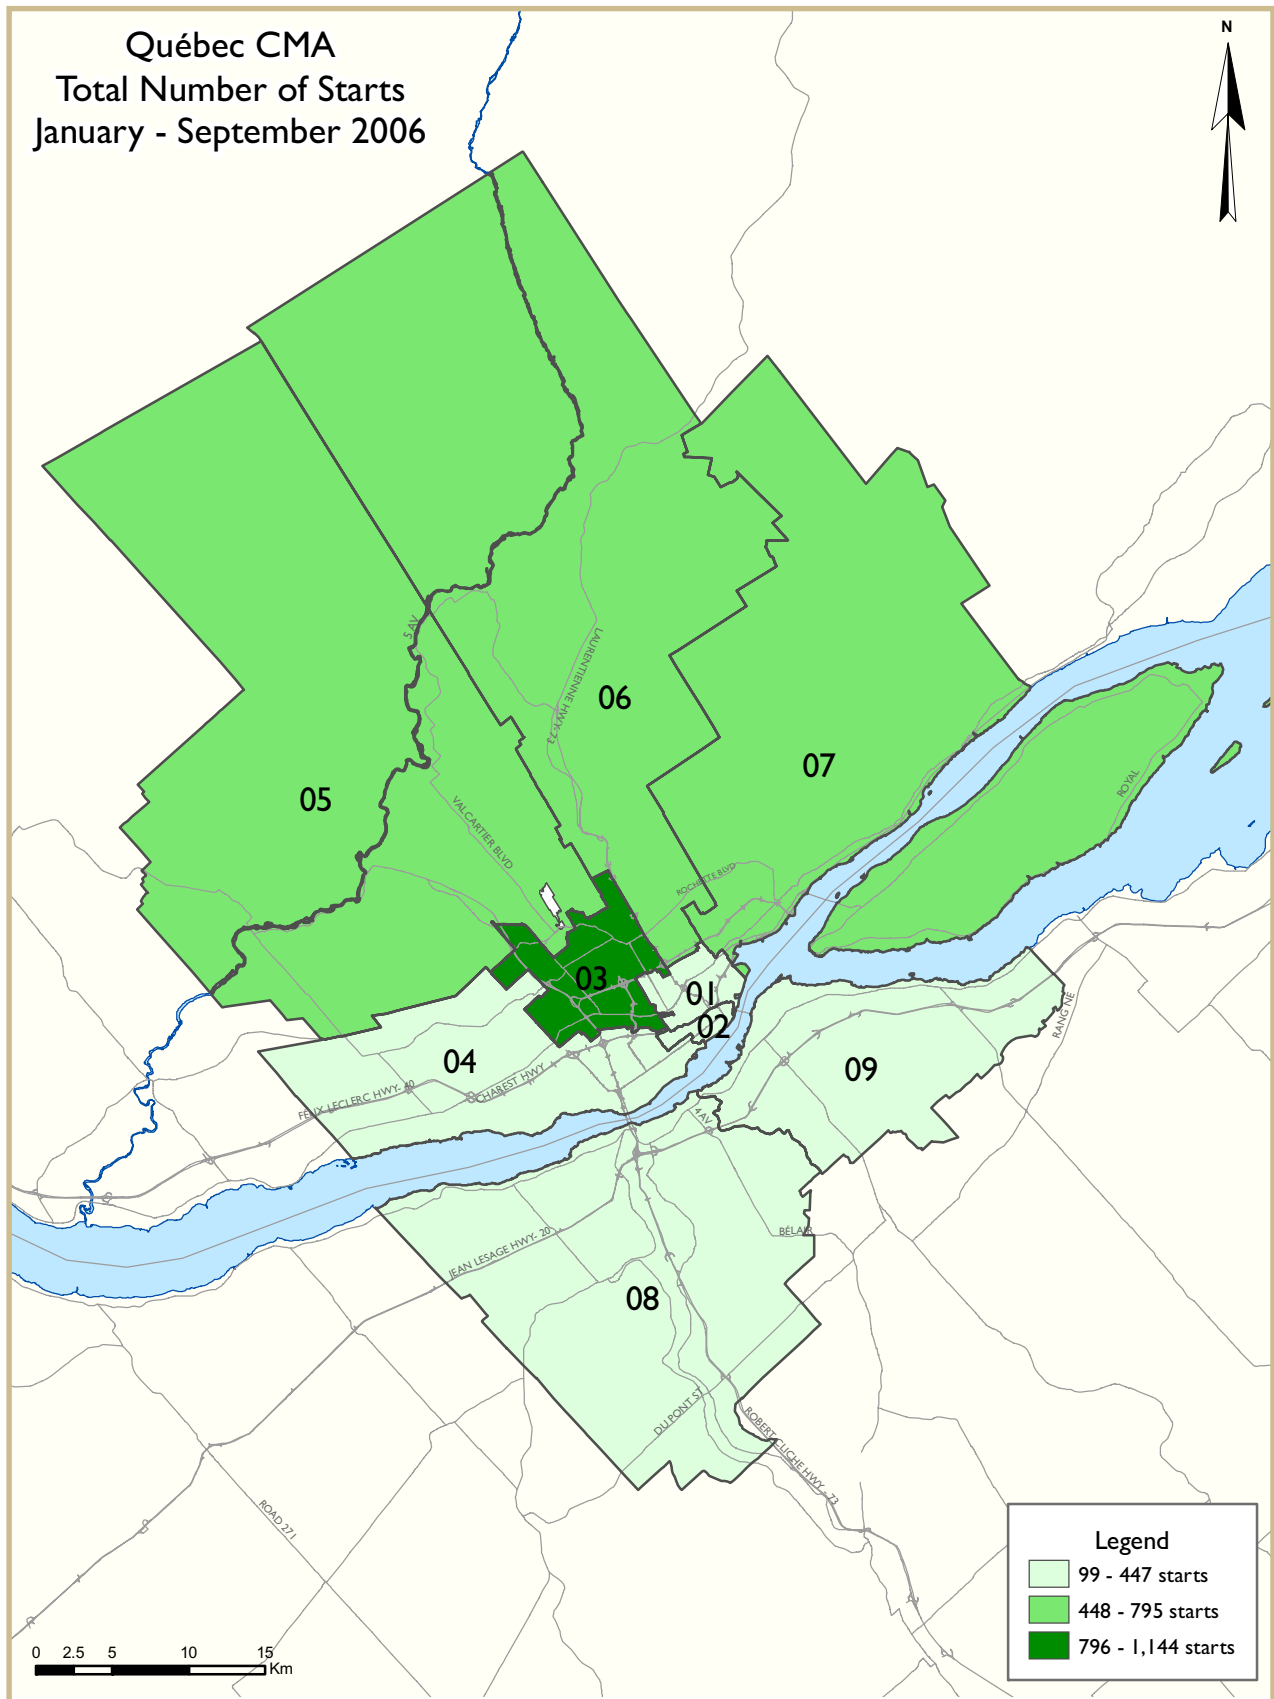 Québec CMA
Total Number of Starts
January - September 2006
N
5 AV
LAURENTIENNE HWY-73
06
07
05
ROYAL
VALCARTIER BLVD
ROCHETTE BLVD
03
01
02
RANG NE
04
09
CHAREST HWY
FÉLIX LECLERC HWY- 40
4 AV
BÉLAIR
JEAN LESAGE HWY- 20
08
DU PONT ST
ROBERT CLICHE HWY - 73
ROAD 271
Legend
99 - 447 starts
448 - 795 starts
796 - 1,144 starts
0 2.5 5 10 15
Km